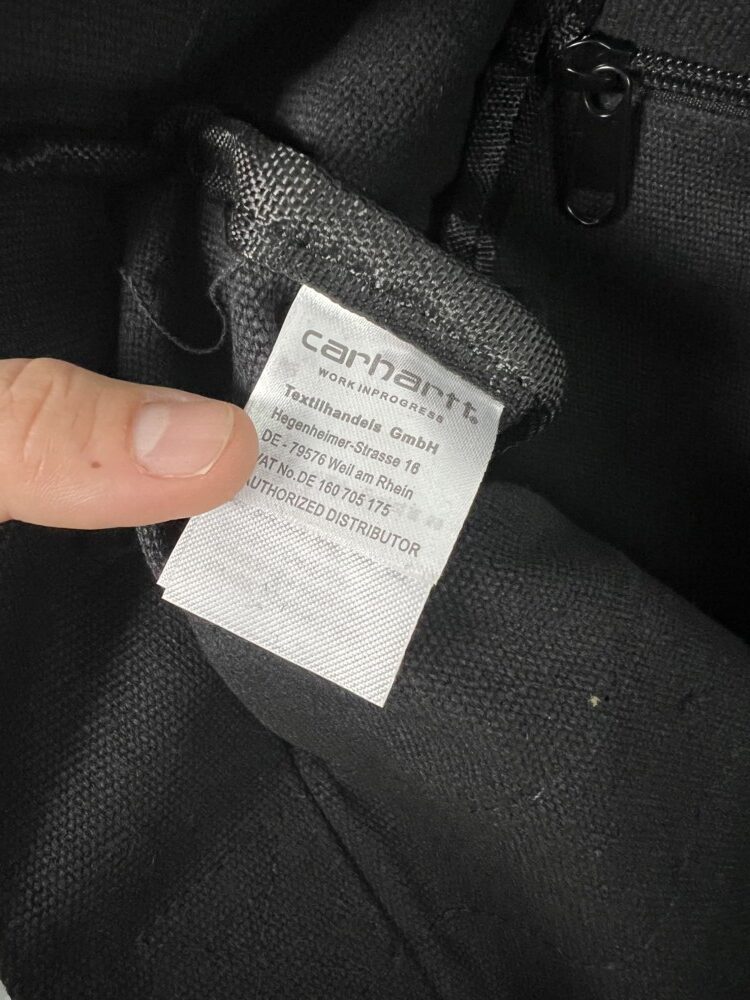 carhartt®
WORK IN PROGRESS
Textilhandels GmbH
Hegenheimer-Strasse 16
DE - 79576 Weil am Rhein
VAT No.DE 160 705 175
AUTHORIZED DISTRIBUTOR